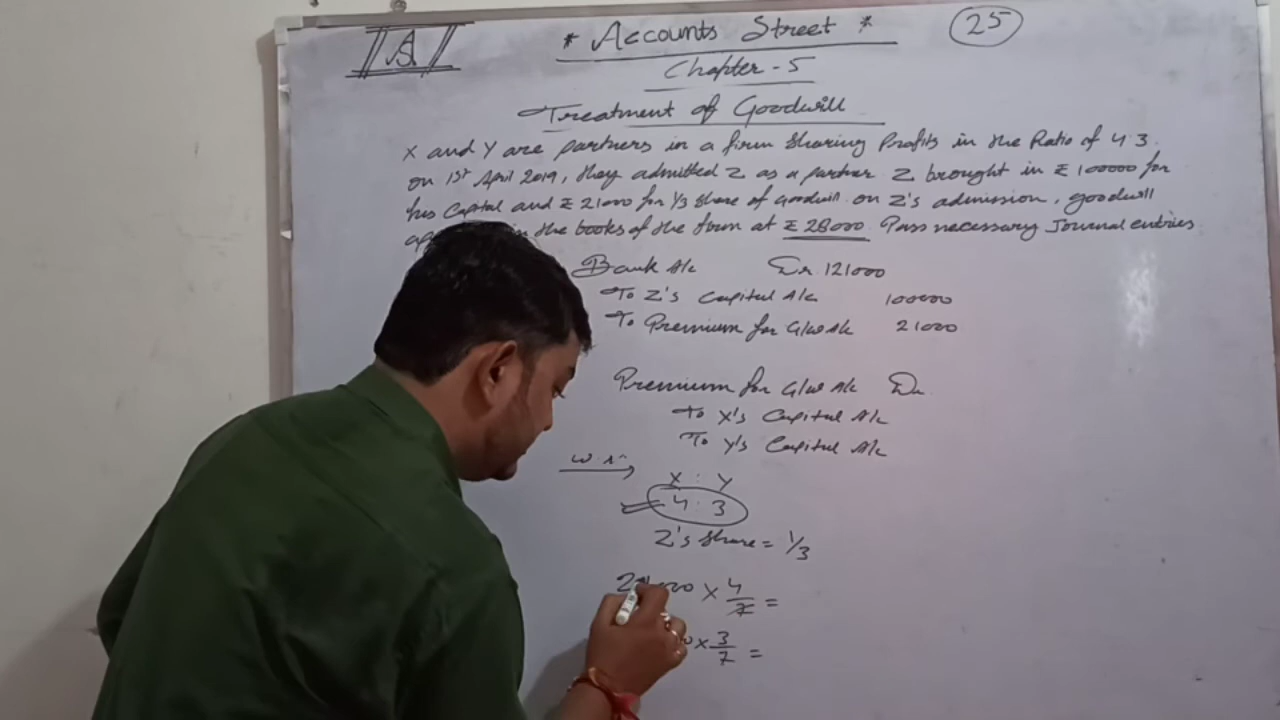 A
* Accounts Street *
25
Chapter - 5
Treatment of Goodwill
X and Y are partners in a firm sharing Profits in the Ratio of 4:3.
on 1st April 2019, they admitted Z as a partner Z brought in ₹ 100000 for
his Capital and ₹ 21000 for 1/3 share of Goodwill. on Z's admission, goodwill
in the books of the firm at ₹ 28000. Pass necessary Journal entries
Bank A/c Dr 121000
To Z's Capital A/c 100000
To Premium for G/w A/c 21000
Premium for G/w A/c Dr.
To X's Capital A/c
To Y's Capital A/c
X : Y
4 : 3
Z's Share = 1/3
× 4/7 =
× 3/7 =